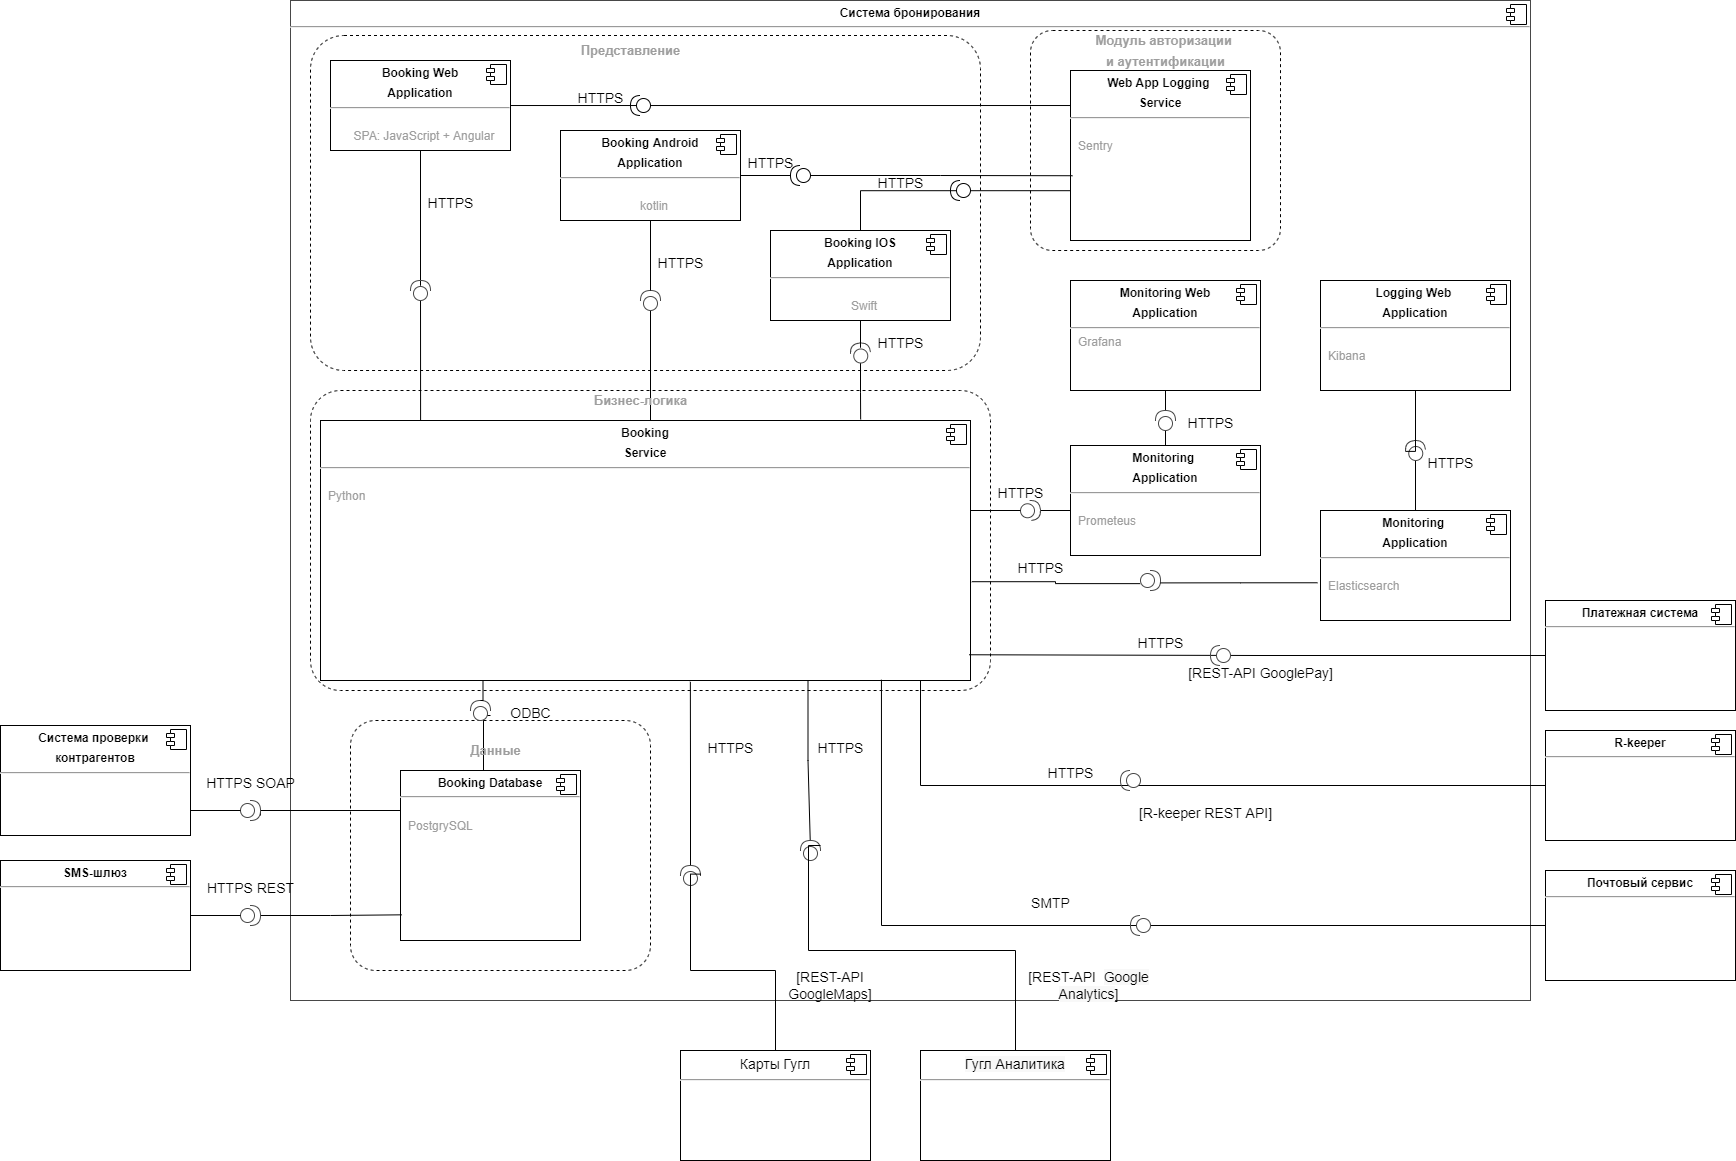 Система бронирования
Представление
Модуль авторизации
и аутентификации
Booking Web
Application
SPA: JavaScript + Angular
HTTPS
Web App Logging
Service
Sentry
Booking Android
Application
kotlin
HTTPS
HTTPS
HTTPS
Booking IOS
Application
Swift
HTTPS
HTTPS
Monitoring Web
Application
Grafana
Logging Web
Application
Kibana
Бизнес-логика
Booking
Service
Python
HTTPS
Monitoring
Application
Prometeus
HTTPS
HTTPS
Monitoring
Application
Elasticsearch
HTTPS
Платежная система
HTTPS
[REST-API GooglePay]
ODBC
Данные
Booking Database
PostgrySQL
Система проверки
контрагентов
HTTPS SOAP
SMS-шлюз
HTTPS REST
HTTPS
HTTPS
R-keeper
HTTPS
[R-keeper REST API]
Почтовый сервис
SMTP
[REST-API
GoogleMaps]
[REST-API  Google
Analytics]
Карты Гугл
Гугл Аналитика